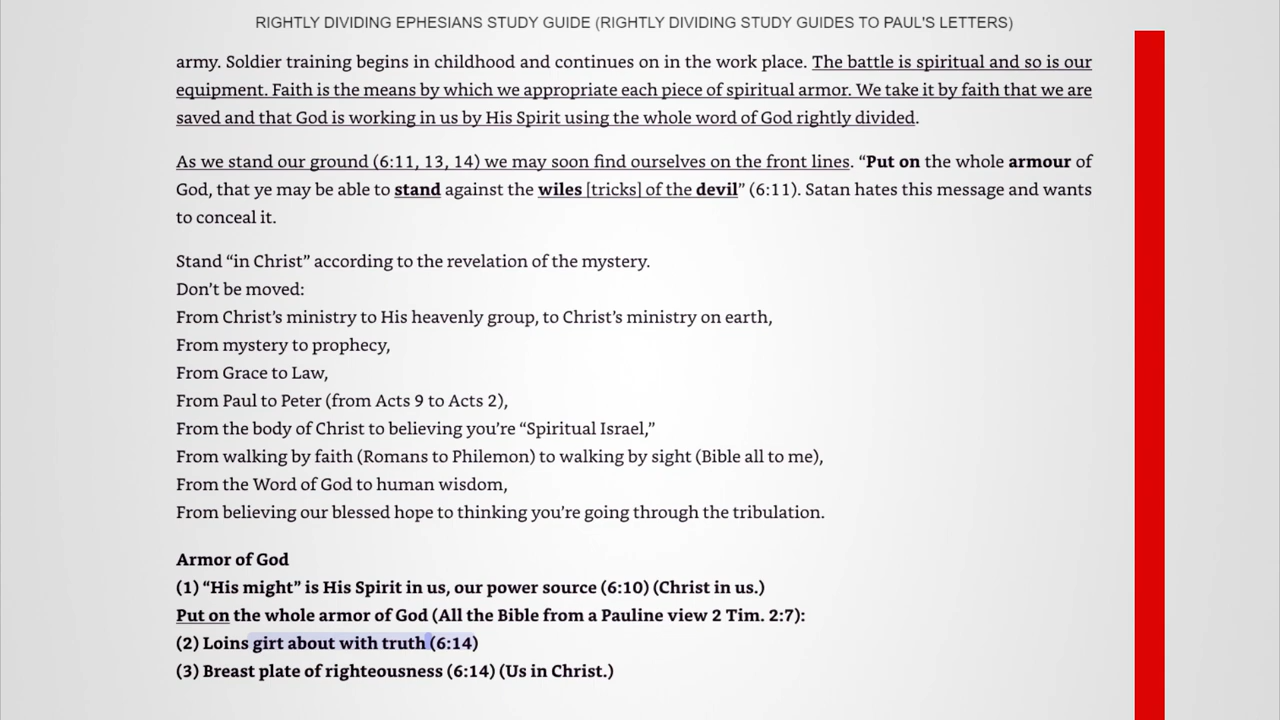 RIGHTLY DIVIDING EPHESIANS STUDY GUIDE (RIGHTLY DIVIDING STUDY GUIDES TO PAUL'S LETTERS)
army. Soldier training begins in childhood and continues on in the work place. The battle is spiritual and so is our
equipment. Faith is the means by which we appropriate each piece of spiritual armor. We take it by faith that we are
saved and that God is working in us by His Spirit using the whole word of God rightly divided.
As we stand our ground (6:11, 13, 14) we may soon find ourselves on the front lines. “Put on the whole armour of
God, that ye may be able to stand against the wiles [tricks] of the devil” (6:11). Satan hates this message and wants
to conceal it.
Stand “in Christ” according to the revelation of the mystery.
Don’t be moved:
From Christ’s ministry to His heavenly group, to Christ’s ministry on earth,
From mystery to prophecy,
From Grace to Law,
From Paul to Peter (from Acts 9 to Acts 2),
From the body of Christ to believing you’re “Spiritual Israel,”
From walking by faith (Romans to Philemon) to walking by sight (Bible all to me),
From the Word of God to human wisdom,
From believing our blessed hope to thinking you’re going through the tribulation.
Armor of God
(1) “His might” is His Spirit in us, our power source (6:10) (Christ in us.)
Put on the whole armor of God (All the Bible from a Pauline view 2 Tim. 2:7):
(2) Loins girt about with truth (6:14)
(3) Breast plate of righteousness (6:14) (Us in Christ.)